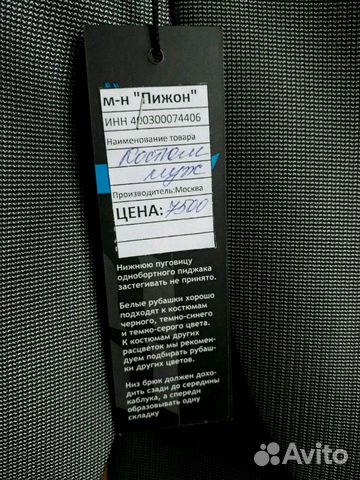 м-н "Пижон"
ИНН 400300074406
Наименование товара
Костюм
муж
Производитель:Москва
ЦЕНА: 7500
Нижнюю пуговицу
однобортного пиджака
застегивать не принято.
Белые рубашки хорошо
подходят к костюмам
черного, темно-синего
и темно-серого цвета.
К костюмам других
расцветок мы рекомен-
дуем подбирать рубаш-
ки других цветов.
Низ брюк должен дохо-
дить сзади до середины
каблука, а спереди
образовывать одну
складку
Avito